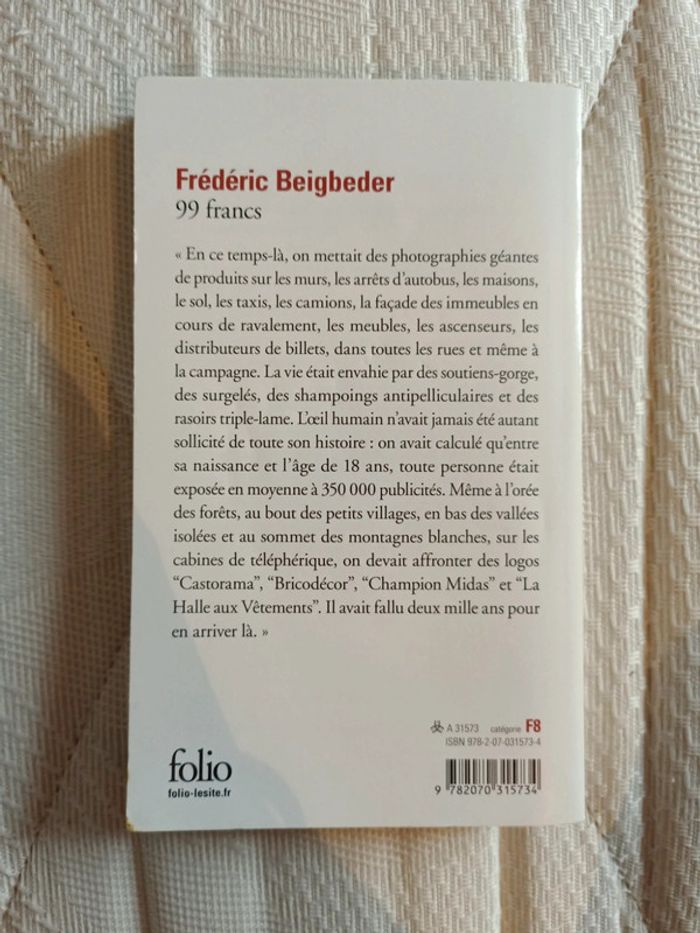 Frédéric Beigbeder
99 francs
« En ce temps-là, on mettait des photographies géantes
de produits sur les murs, les arrêts d'autobus, les maisons,
le sol, les taxis, les camions, la façade des immeubles en
cours de ravalement, les meubles, les ascenseurs, les
distributeurs de billets, dans toutes les rues et même à
la campagne. La vie était envahie par des soutiens-gorge,
des surgelés, des shampoings antipelliculaires et des
rasoirs triple-lame. L'œil humain n'avait jamais été autant
sollicité de toute son histoire : on avait calculé qu'entre
sa naissance et l'âge de 18 ans, toute personne était
exposée en moyenne à 350 000 publicités. Même à l'orée
des forêts, au bout des petits villages, en bas des vallées
isolées et au sommet des montagnes blanches, sur les
cabines de téléphérique, on devait affronter des logos
“Castorama”, “Bricodécor”, “Champion Midas” et “La
Halle aux Vêtements”. Il avait fallu deux mille ans pour
en arriver là. »
A 31573 catégorie F8
ISBN 978-2-07-031573-4
folio
folio-lesite.fr
9 782070 315734